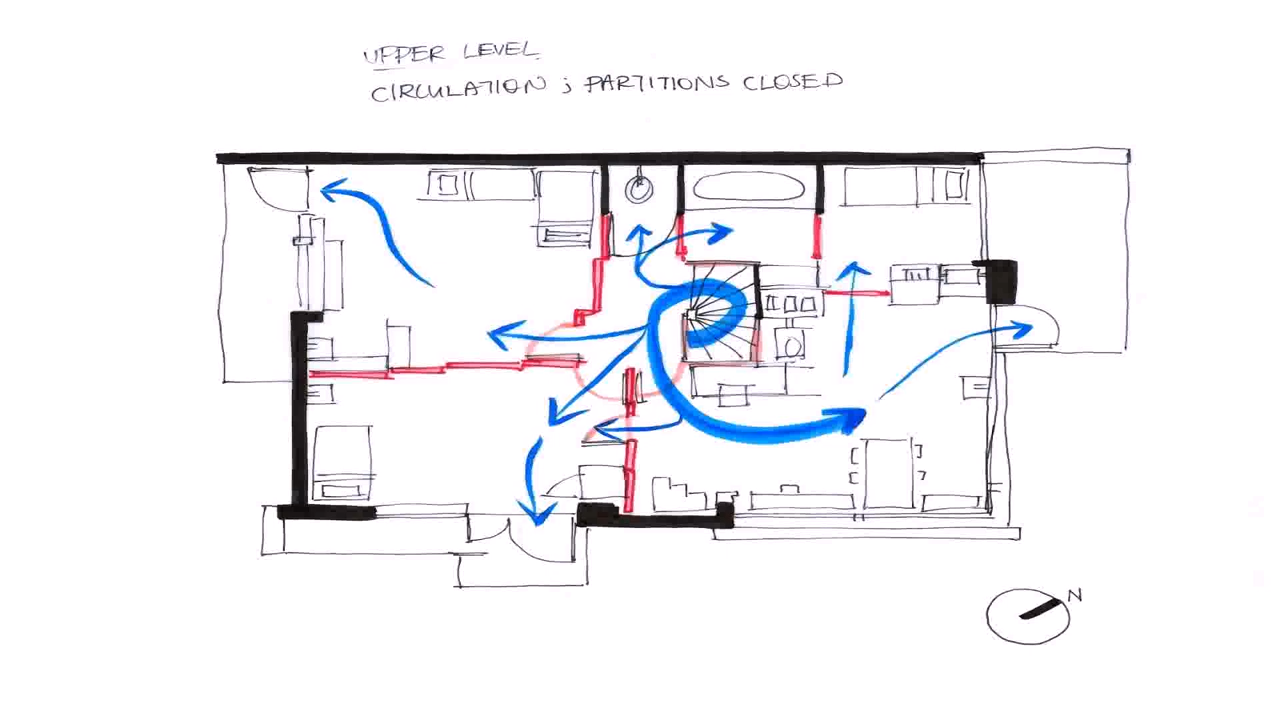 UPPER LEVEL
CIRCULATION ; PARTITIONS CLOSED
N